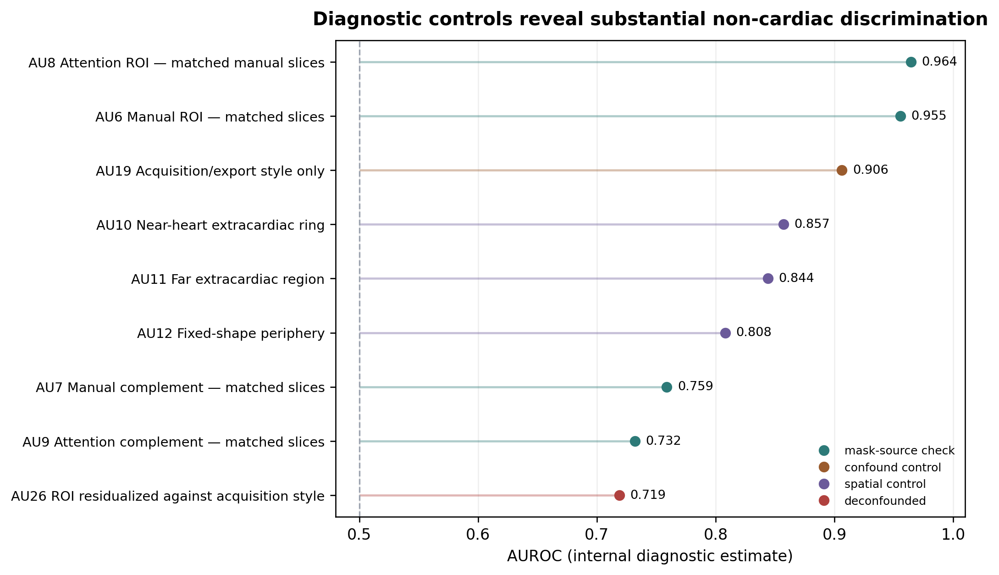 Diagnostic controls reveal substantial non-cardiac discrimination
AU8 Attention ROI — matched manual slices
0.964
AU6 Manual ROI — matched slices
0.955
AU19 Acquisition/export style only
0.906
AU10 Near-heart extracardiac ring
0.857
AU11 Far extracardiac region
0.844
AU12 Fixed-shape periphery
0.808
AU7 Manual complement — matched slices
0.759
AU9 Attention complement — matched slices
0.732
AU26 ROI residualized against acquisition style
0.719
mask-source check
confound control
spatial control
deconfounded
0.5 0.6 0.7 0.8 0.9 1.0
AUROC (internal diagnostic estimate)